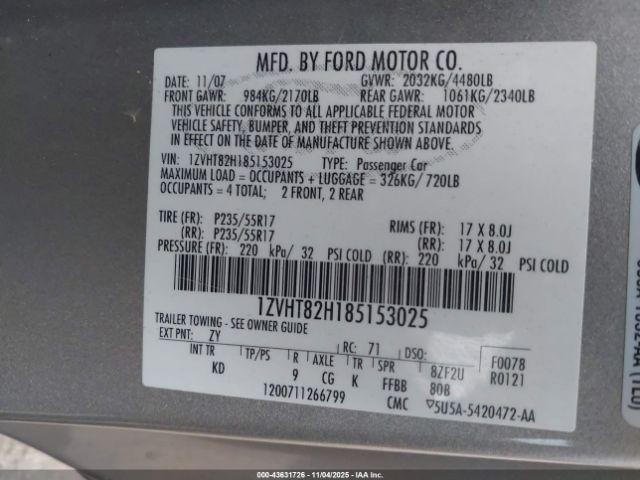 MFD. BY FORD MOTOR CO.
DATE: 11/07 GVWR: 2032KG/4480LB
FRONT GAWR: 984KG/2170LB REAR GAWR: 1061KG/2340LB
THIS VEHICLE CONFORMS TO ALL APPLICABLE FEDERAL MOTOR
VEHICLE SAFETY, BUMPER, AND THEFT PREVENTION STANDARDS
IN EFFECT ON THE DATE OF MANUFACTURE SHOWN ABOVE.
VIN: 1ZVHT82H185153025 TYPE: Passenger Car
MAXIMUM LOAD = OCCUPANTS + LUGGAGE = 326KG/ 720LB
OCCUPANTS = 4 TOTAL; 2 FRONT, 2 REAR
TIRE (FR): P235/55R17 RIMS (FR): 17 X 8.0J
(RR): P235/55R17 (RR): 17 X 8.0J
PRESSURE (FR): 220 kPa/ 32 PSI COLD (RR): 220 kPa/ 32 PSI COLD
1ZVHT82H185153025
TRAILER TOWING - SEE OWNER GUIDE
EXT PNT: ZY RC: 71 DSO: F0078
INT TR TP/PS R AXLE TR SPR 8ZF2U R0121
KD 9 CG K FFBB 80B
1200711266799 CMC ▽5U5A-5420472-AA
000-43631726 - 11/04/2025 - IAAI.COM